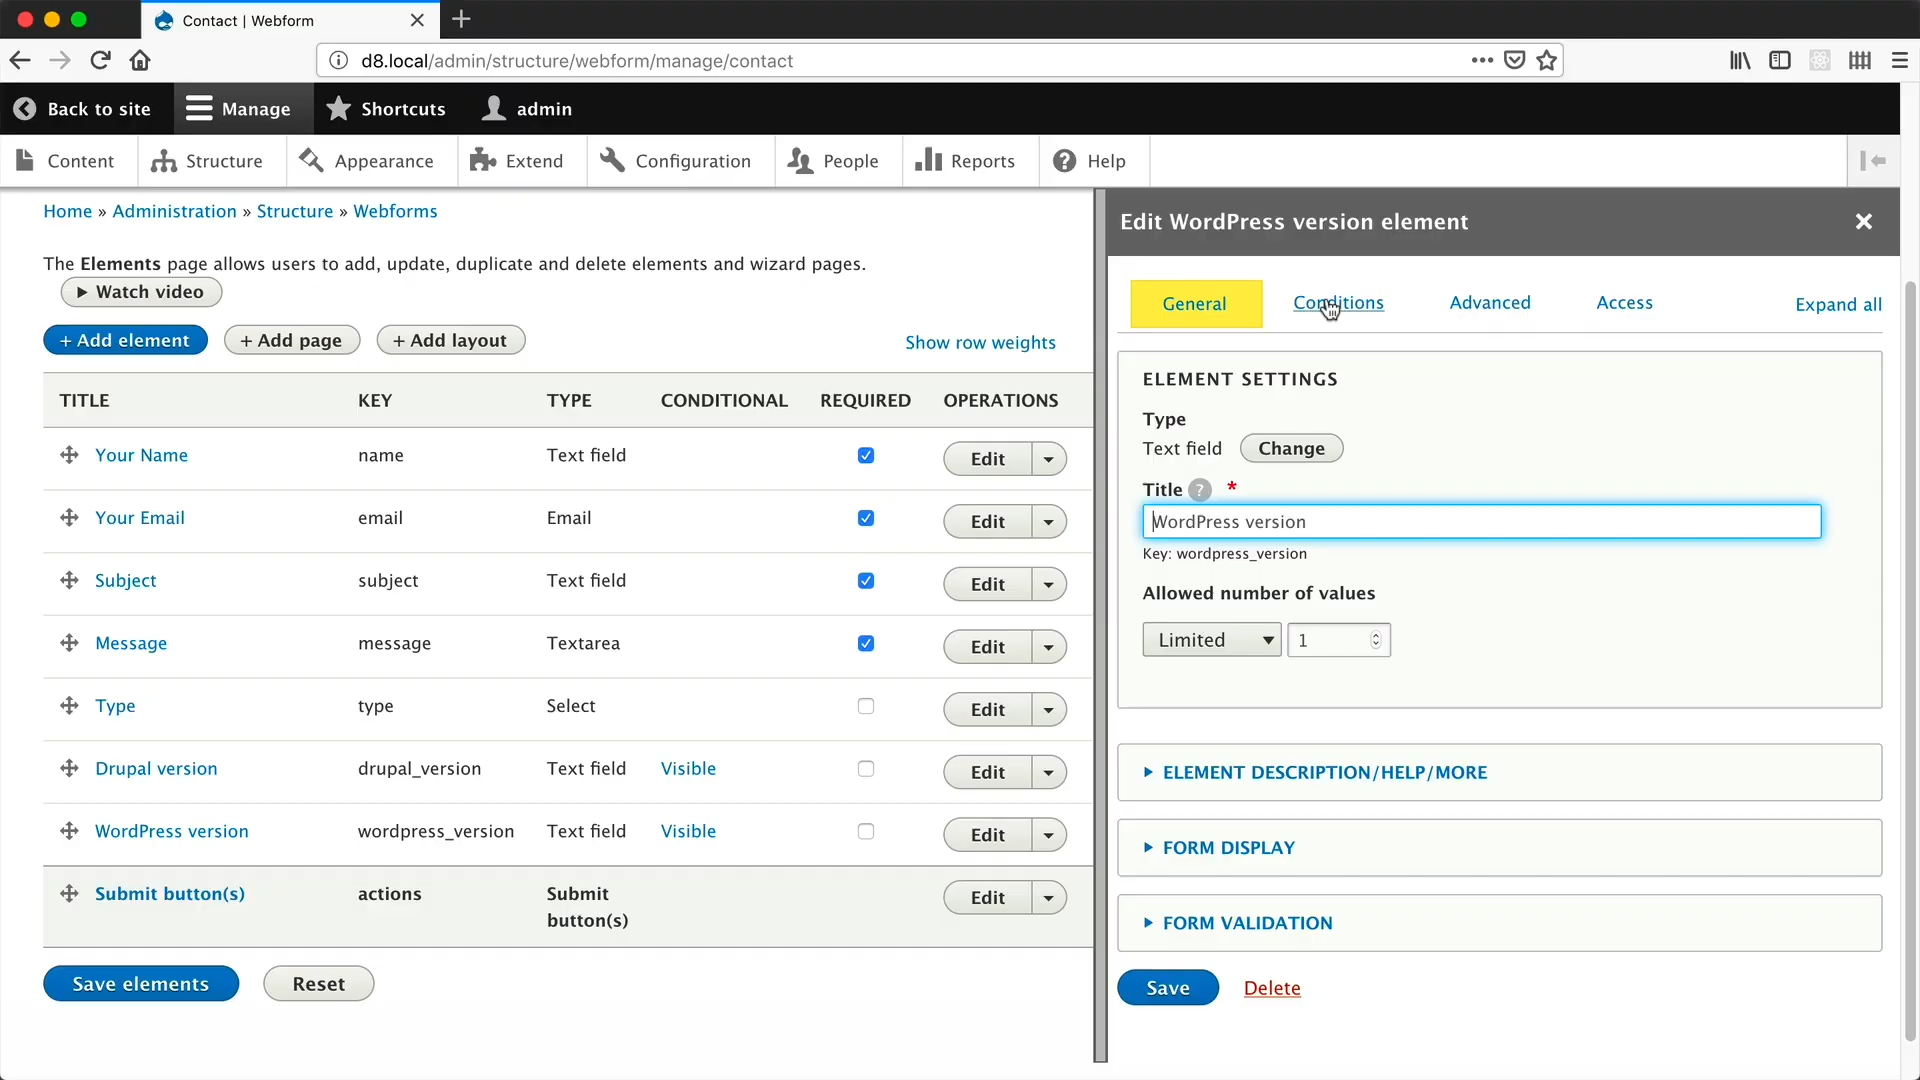 Contact | Webform
d8.local/admin/structure/webform/manage/contact
Back to site
Manage
Shortcuts
admin
Content
Structure
Appearance
Extend
Configuration
People
Reports
Help
Home » Administration » Structure » Webforms
The Elements page allows users to add, update, duplicate and delete elements and wizard pages.
Watch video
+ Add element
+ Add page
+ Add layout
Show row weights
TITLE KEY TYPE CONDITIONAL REQUIRED OPERATIONS
Your Name name Text field Edit
Your Email email Email Edit
Subject subject Text field Edit
Message message Textarea Edit
Type type Select Edit
Drupal version drupal_version Text field Visible Edit
WordPress version wordpress_version Text field Visible Edit
Submit button(s) actions Submit button(s) Edit
Save elements
Reset
Edit WordPress version element
General
Conditions
Advanced
Access
Expand all
ELEMENT SETTINGS
Type
Text field
Change
Title ? *
WordPress version
Key: wordpress_version
Allowed number of values
Limited
1
ELEMENT DESCRIPTION/HELP/MORE
FORM DISPLAY
FORM VALIDATION
Save
Delete